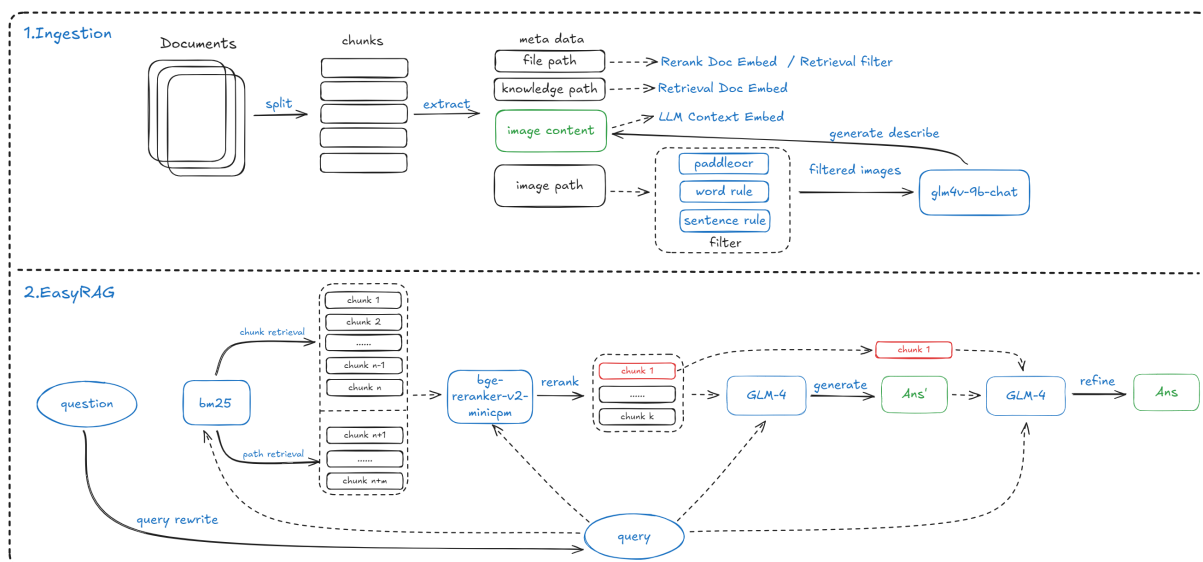 1.Ingestion
Documents
chunks
meta data
split
extract
file path
Rerank Doc Embed / Retrieval filter
knowledge path
Retrieval Doc Embed
image content
LLM Context Embed
generate describe
image path
paddleocr
word rule
sentence rule
filter
filtered images
glm4v-9b-chat
2.EasyRAG
question
bm25
chunk retrieval
path retrieval
chunk 1
chunk 2
......
chunk n-1
chunk n
chunk n+1
......
chunk n+m
bge-
reranker-v2-
minicpm
rerank
chunk 1
......
chunk k
GLM-4
generate
chunk 1
Ans'
GLM-4
refine
Ans
query rewrite
query